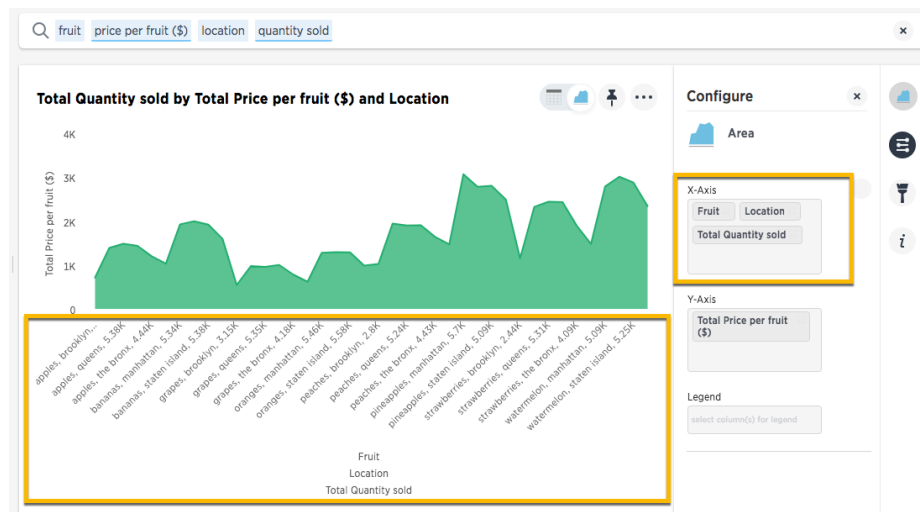 fruit price per fruit ($) location quantity sold
Total Quantity sold by Total Price per fruit ($) and Location
Total Price per fruit ($)
4K
3K
2K
1K
0
apples, brooklyn,...
apples, queens, 5.38K
apples, the bronx, 4.44K
bananas, manhattan, 5.34K
bananas, staten island, 5.38K
grapes, brooklyn, 3.15K
grapes, queens, 5.35K
grapes, the bronx, 4.18K
oranges, manhattan, 5.46K
oranges, staten island, 5.58K
peaches, brooklyn, 2.8K
peaches, queens, 5.24K
peaches, the bronx, 4.43K
pineapples, manhattan, 5.7K
pineapples, staten island, 5.09K
strawberries, brooklyn, 2.44K
strawberries, queens, 5.31K
strawberries, the bronx, 4.09K
watermelon, manhattan, 5.09K
watermelon, staten island, 5.25K
Fruit
Location
Total Quantity sold
Configure
Area
X-Axis
Fruit Location
Total Quantity sold
Y-Axis
Total Price per fruit
($)
Legend
select column(s) for legend
i